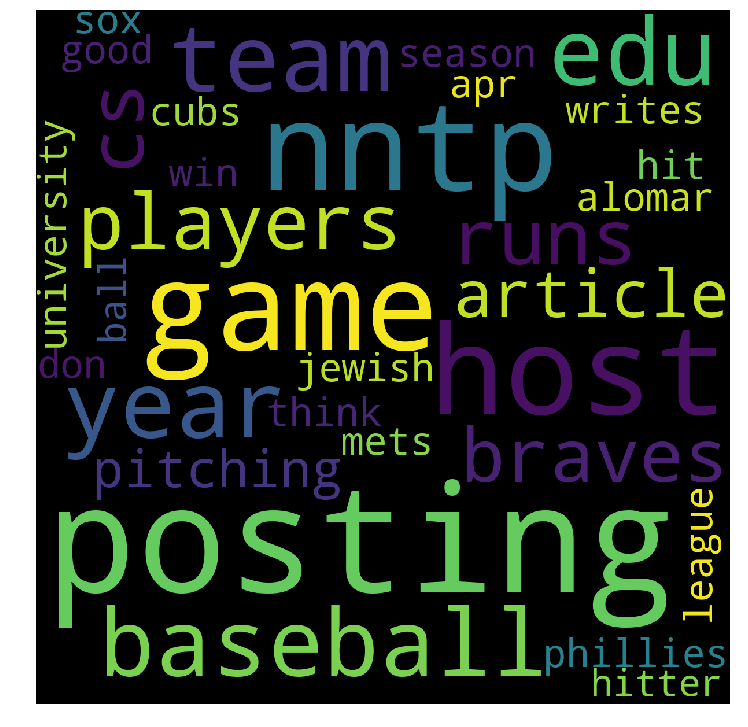 sox
good
team
season
edu
apr
cs
cubs
nntp
writes
win
hit
alomar
university
players
runs
ball
game
article
don
jewish
host
year
think
mets
braves
pitching
posting
league
baseball
phillies
hitter